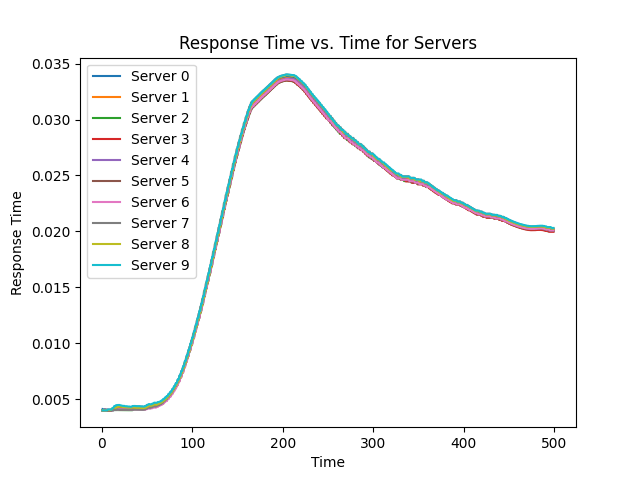 Response Time vs. Time for Servers
0.035
0.030
0.025
0.020
0.015
0.010
0.005
Response Time
Server 0
Server 1
Server 2
Server 3
Server 4
Server 5
Server 6
Server 7
Server 8
Server 9
0 100 200 300 400 500
Time